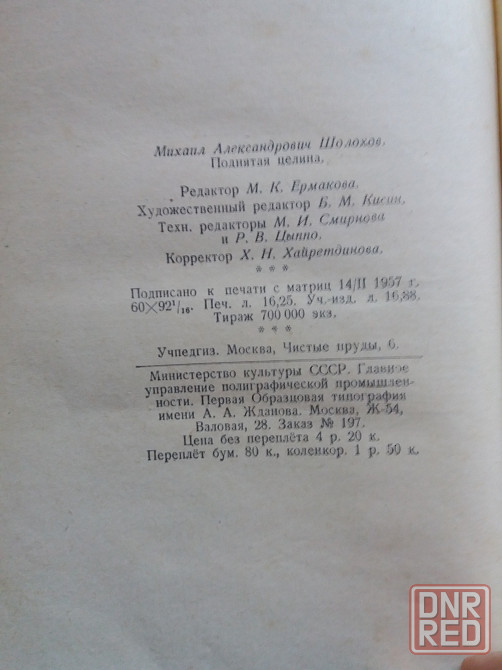 Михаил Александрович Шолохов.
Поднятая целина.
Редактор М. К. Ермакова.
Художественный редактор Б. М. Кисин.
Техн. редакторы М. И. Смирнова
и Р. В. Цыппо.
Корректор Х. Н. Хайретдинова.
* * *
Подписано к печати с матриц 14/II 1957 г.
60×92¹/₁₆. Печ. л. 16,25. Уч.-изд. л. 16,88.
Тираж 700 000 экз.
* * *
Учпедгиз. Москва, Чистые пруды, 6.
Министерство культуры СССР. Главное
управление полиграфической промышлен-
ности. Первая Образцовая типография
имени А. А. Жданова. Москва, Ж-54,
Валовая, 28. Заказ № 197.
Цена без переплёта 4 р. 20 к.
Переплёт бум. 80 к., коленкор. 1 р. 50 к.
DNR
RED